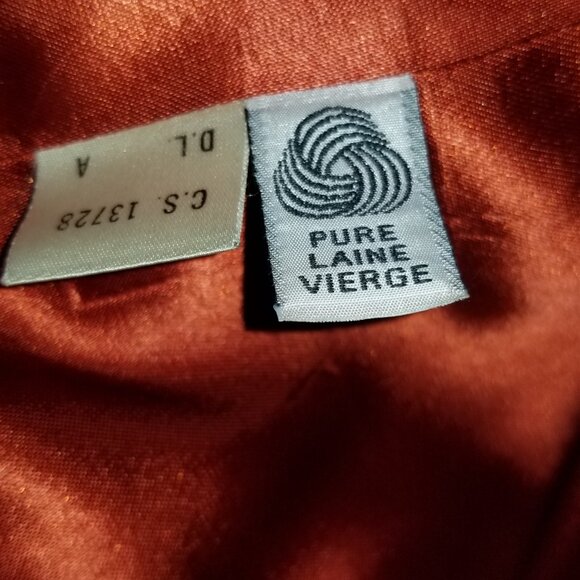 C.S. 13728
A
D.L.
PURE
LAINE
VIERGE